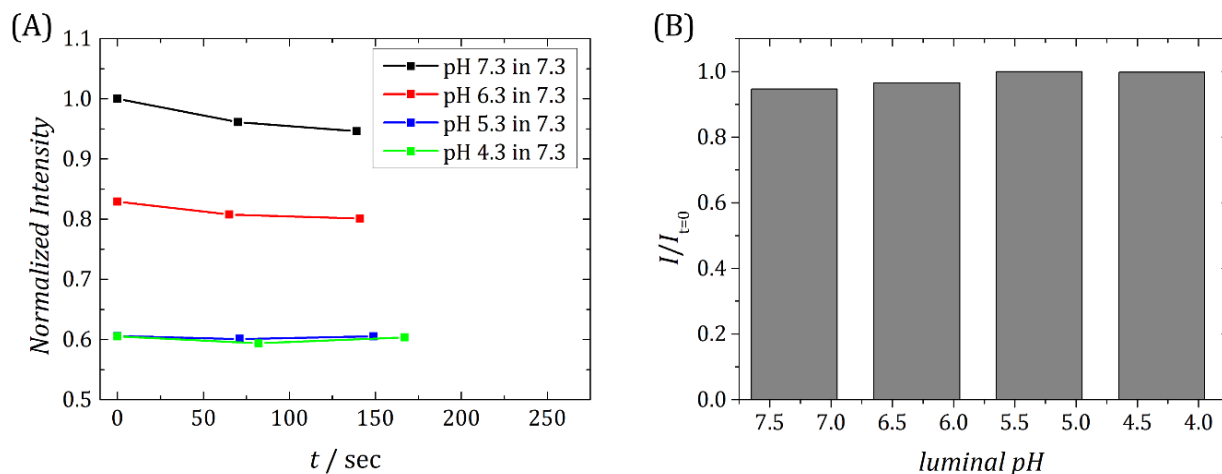 (A)
1.1
1.0
0.9
0.8
0.7
0.6
0.5
Normalized Intensity
pH 7.3 in 7.3
pH 6.3 in 7.3
pH 5.3 in 7.3
pH 4.3 in 7.3
0 50 100 150 200 250
t / sec
(B)
1.0
0.8
0.6
0.4
0.2
0.0
I/It=0
7.5 7.0 6.5 6.0 5.5 5.0 4.5 4.0
luminal pH